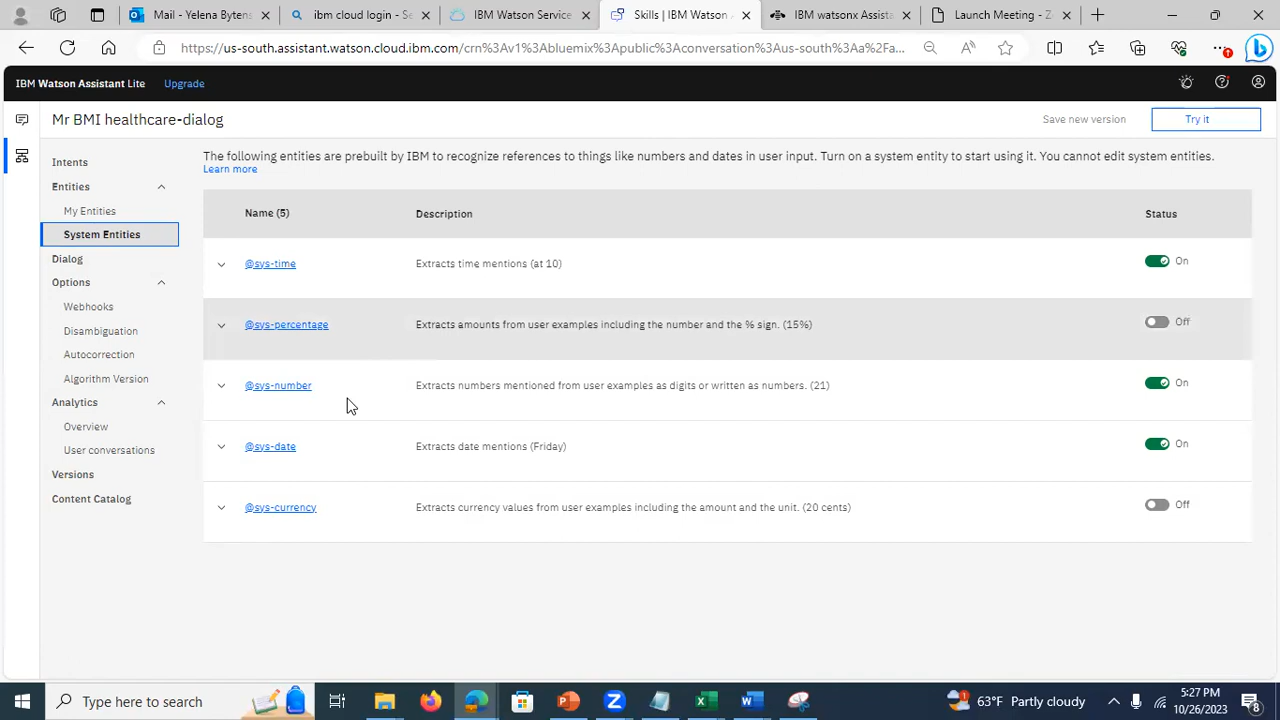 Mail - Yelena Bytens
ibm cloud login - Se
IBM Watson Service
Skills | IBM Watson
IBM watsonx Assista
Launch Meeting - Z
https://us-south.assistant.watson.cloud.ibm.com/crn%3Av1%3Abluemix%3Apublic%3Aconversation%3Aus-south%3Aa%2Fa...
IBM Watson Assistant Lite
Upgrade
Mr BMI healthcare-dialog
Save new version
Try it
The following entities are prebuilt by IBM to recognize references to things like numbers and dates in user input. Turn on a system entity to start using it. You cannot edit system entities.
Learn more
Intents
Entities
My Entities
System Entities
Dialog
Options
Webhooks
Disambiguation
Autocorrection
Algorithm Version
Analytics
Overview
User conversations
Versions
Content Catalog
Name (5) Description Status
@sys-time Extracts time mentions (at 10) On
@sys-percentage Extracts amounts from user examples including the number and the % sign. (15%) Off
@sys-number Extracts numbers mentioned from user examples as digits or written as numbers. (21) On
@sys-date Extracts date mentions (Friday) On
@sys-currency Extracts currency values from user examples including the amount and the unit. (20 cents) Off
Type here to search
63°F Partly cloudy
5:27 PM
10/26/2023
8